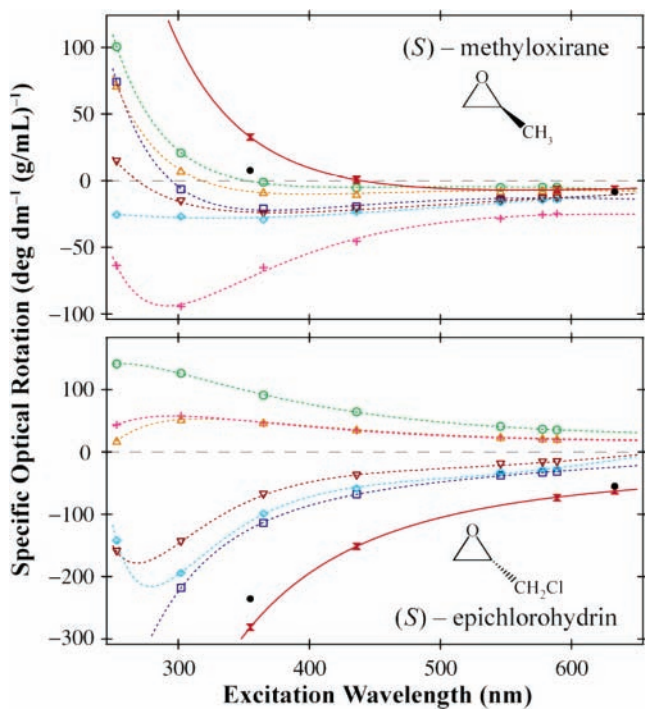 Specific Optical Rotation (deg dm⁻¹ (g/mL)⁻¹)
100
50
0
−50
−100
(S) – methyloxirane
O
CH₃
100
0
−100
−200
−300
O
CH₂Cl
(S) – epichlorohydrin
300
400
500
600
Excitation Wavelength (nm)